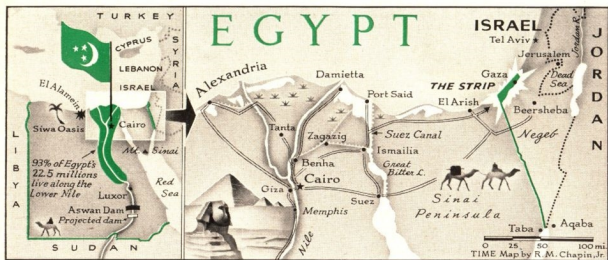 TURKEY
CYPRUS
SYRIA
LEBANON
ISRAEL
El Alamein
Siwa Oasis
Cairo
Mt. Sinai
LIBYA
93% of Egypt's
22.5 millions
live along the
Lower Nile
Red
Sea
Luxor
Aswan Dam
Projected dam
SUDAN
EGYPT
ISRAEL
Tel Aviv
Jordan R.
Jerusalem
JORDAN
Gaza
Dead
Sea
THE STRIP
Alexandria
Damietta
Port Said
El Arish
Beersheba
Tanta
Zagazig
Suez Canal
Negeb
Ismailia
Benha
Great
Bitter L.
Cairo
Giza
Memphis
Suez
Sinai
Peninsula
Nile
Taba
Aqaba
0 25 50 100 mi.
TIME Map by R. M. Chapin, Jr.